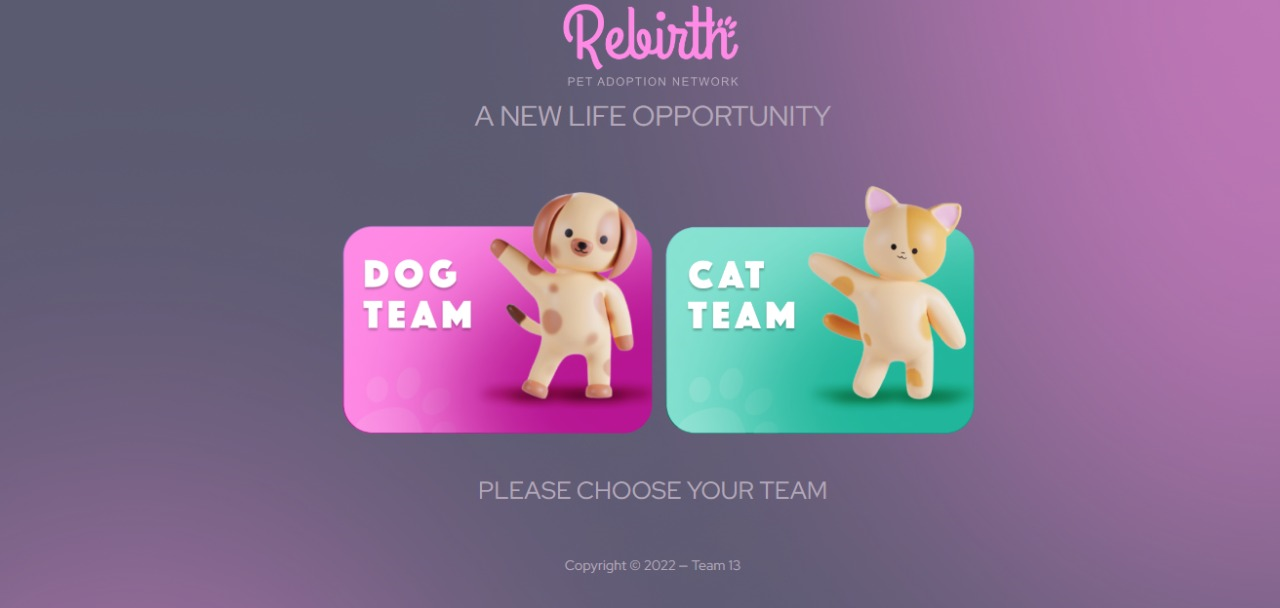 Rebirth
PET ADOPTION NETWORK
A NEW LIFE OPPORTUNITY
DOG
TEAM
CAT
TEAM
PLEASE CHOOSE YOUR TEAM
Copyright © 2022 — Team 13